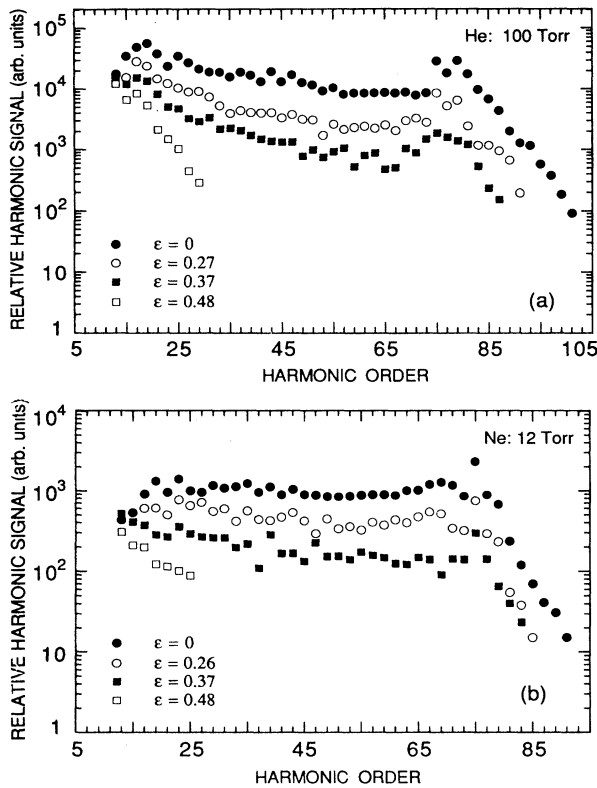 He: 100 Torr
RELATIVE HARMONIC SIGNAL (arb. units)
10⁵
10⁴
10³
10²
10
1
ε = 0
ε = 0.27
ε = 0.37
ε = 0.48
(a)
5 25 45 65 85 105
HARMONIC ORDER
Ne: 12 Torr
RELATIVE HARMONIC SIGNAL (arb. units)
10⁴
10³
10²
10
1
ε = 0
ε = 0.26
ε = 0.37
ε = 0.48
(b)
5 25 45 65 85
HARMONIC ORDER